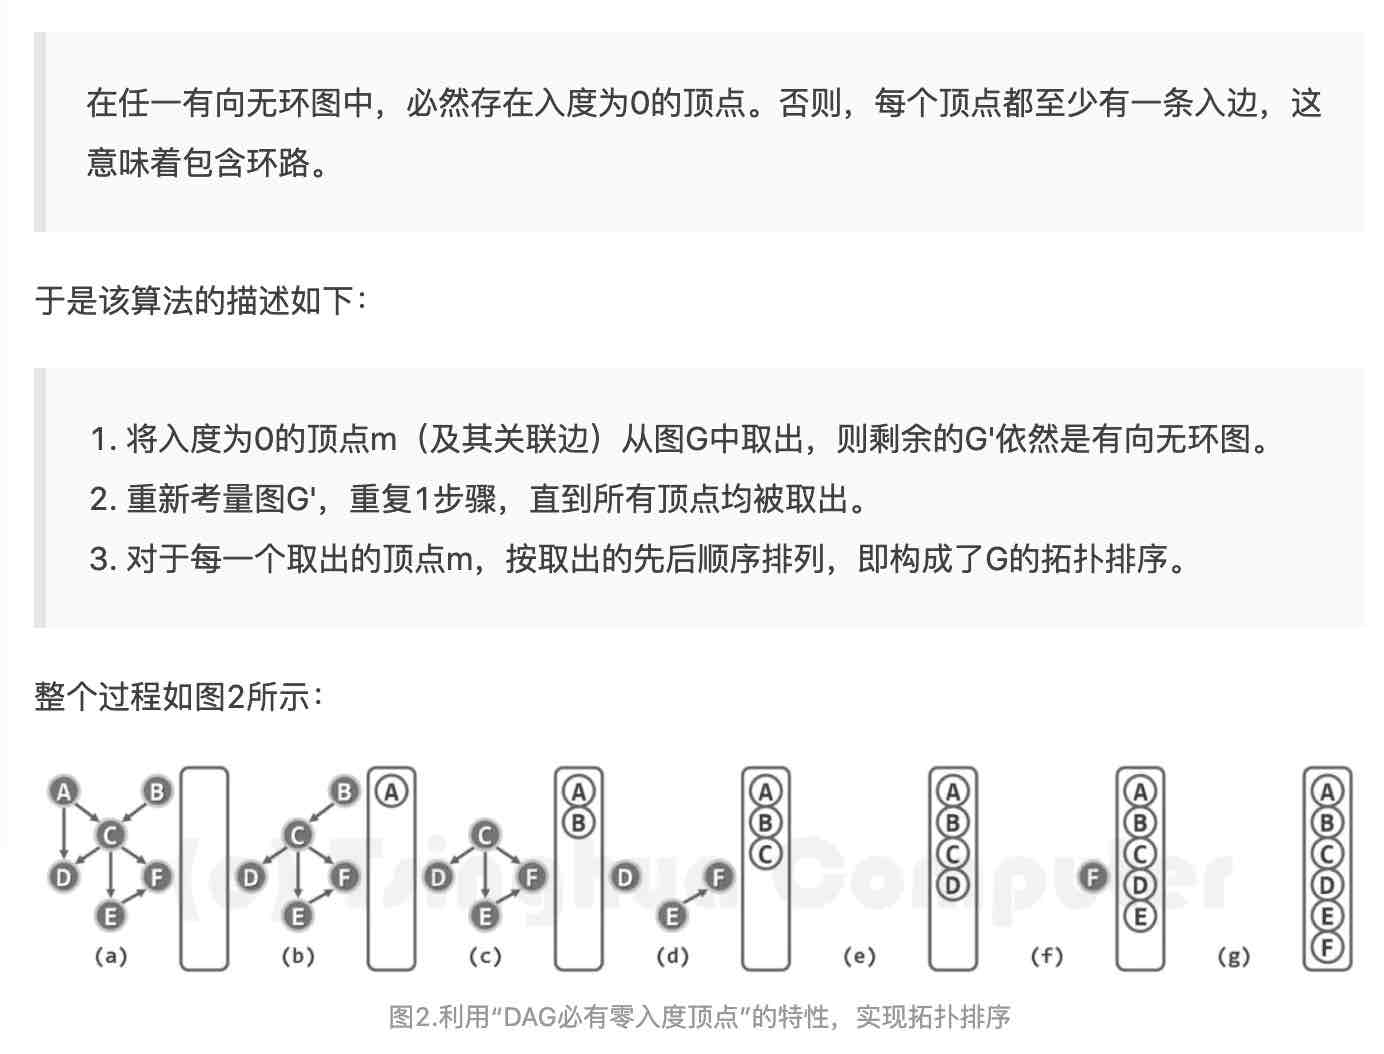 在任一有向无环图中，必然存在入度为0的顶点。否则，每个顶点都至少有一条入边，这
意味着包含环路。
于是该算法的描述如下：
1. 将入度为0的顶点m（及其关联边）从图G中取出，则剩余的G'依然是有向无环图。
2. 重新考量图G'，重复1步骤，直到所有顶点均被取出。
3. 对于每一个取出的顶点m，按取出的先后顺序排列，即构成了G的拓扑排序。
整个过程如图2所示：
A B B A A A A A A
B B B B B
C C C C C C C
D F D F D F D F D F D D
E E E E E E
F
(a) (b) (c) (d) (e) (f) (g)
(c) Tsinghua Computer
图2.利用“DAG必有零入度顶点”的特性，实现拓扑排序